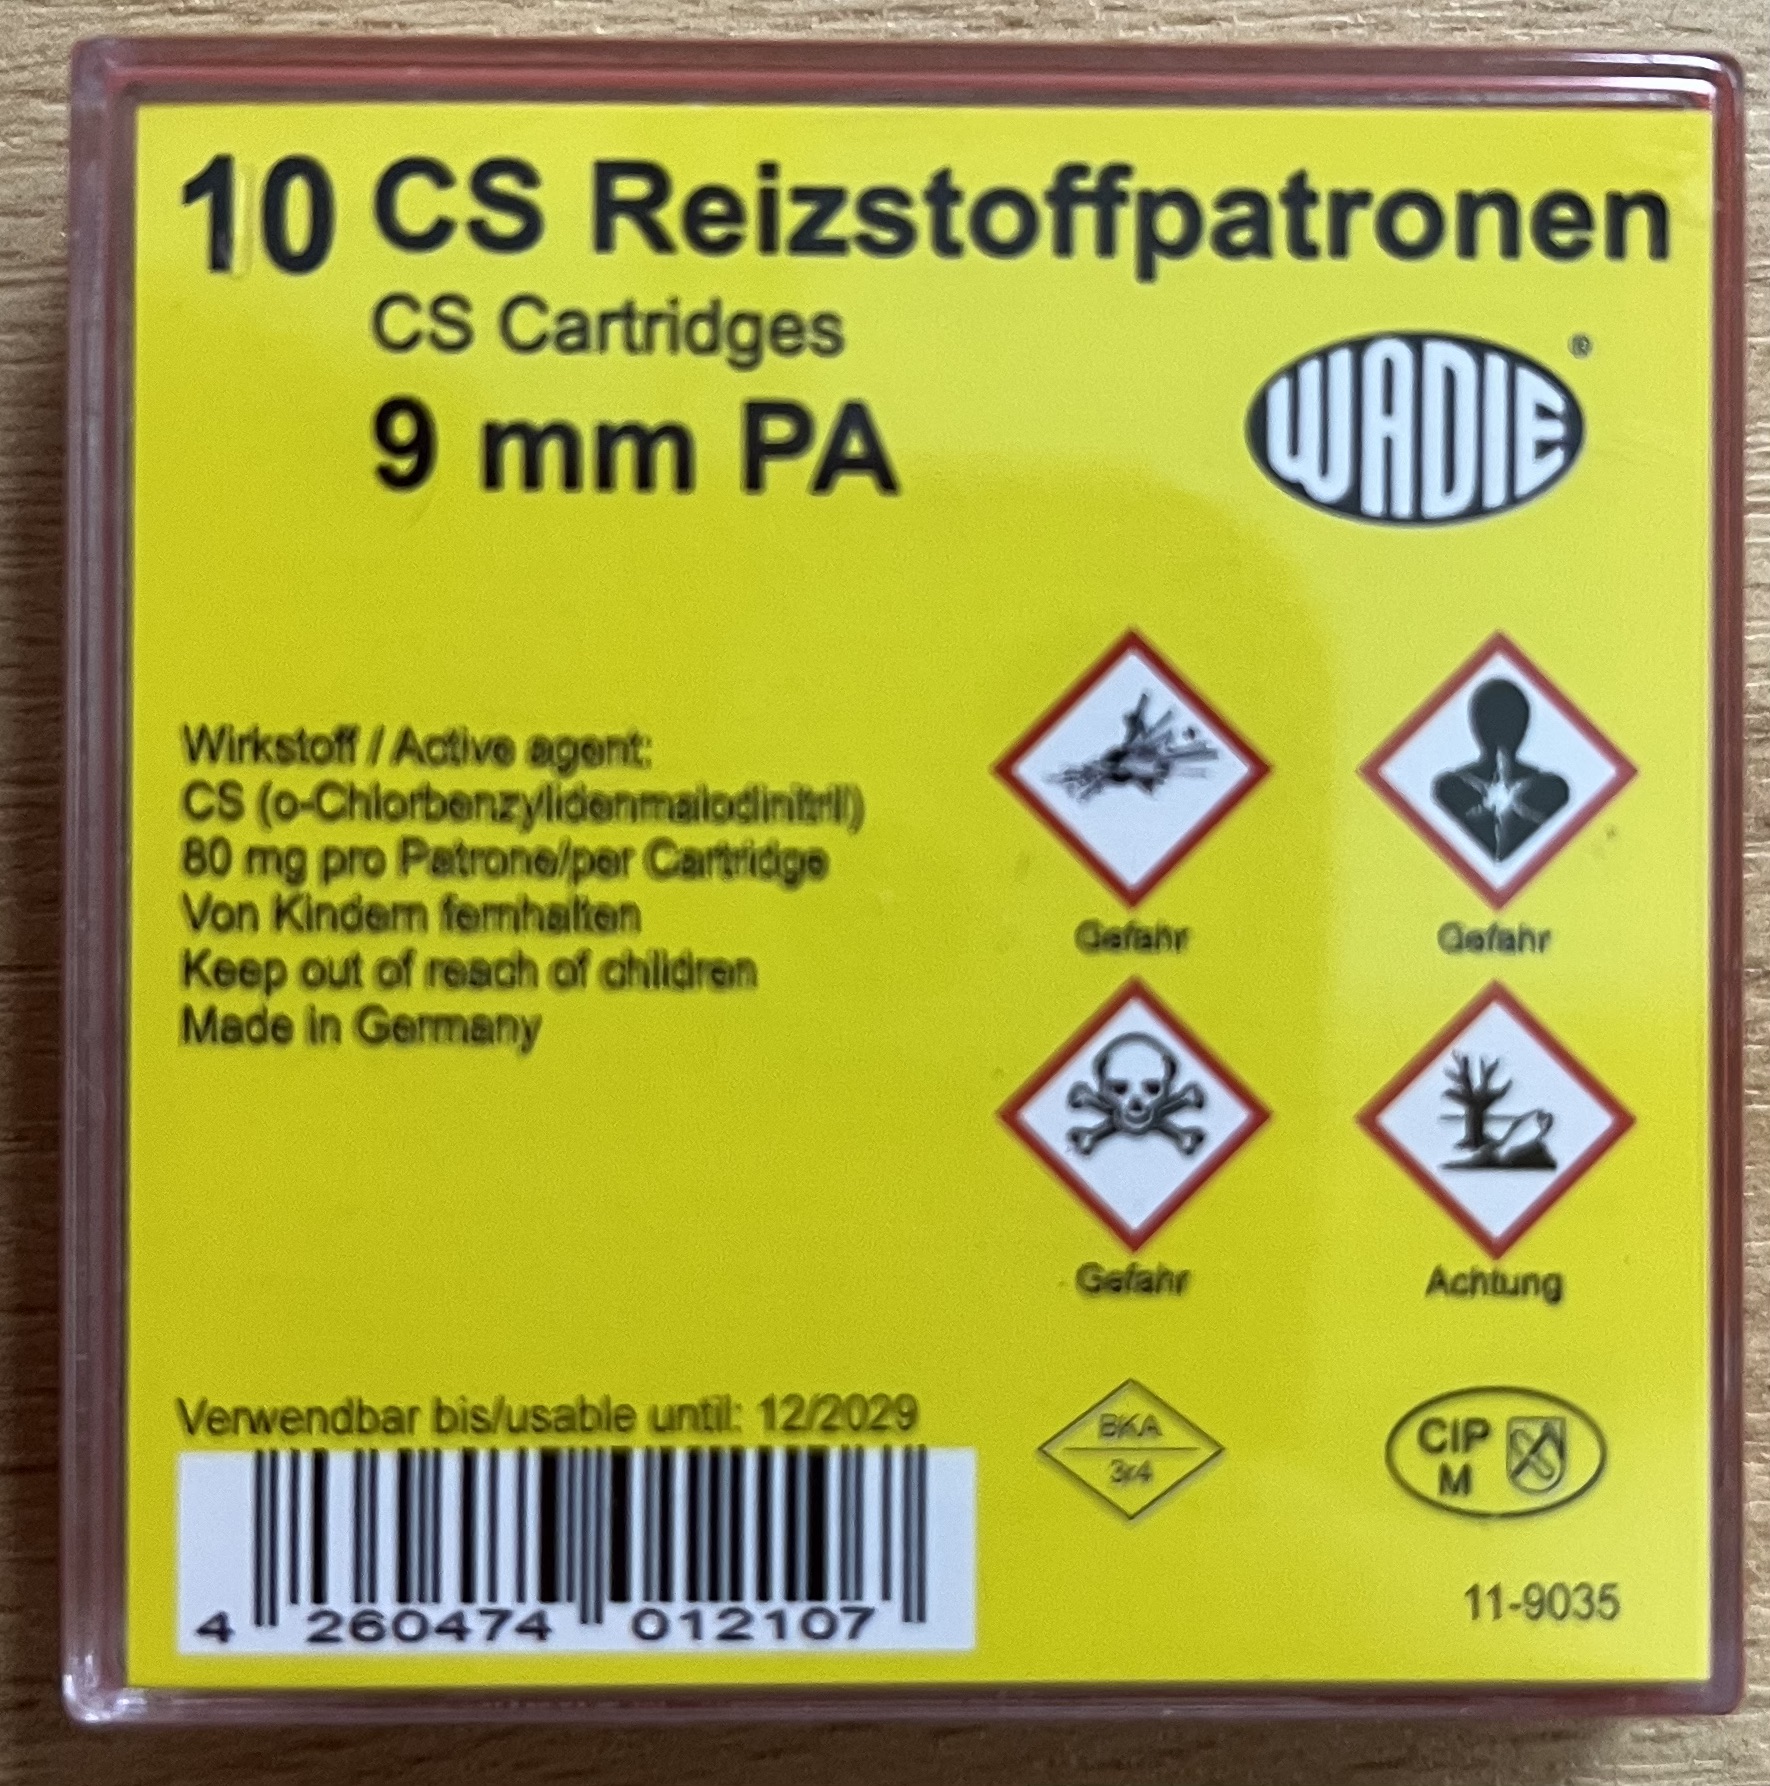 10 CS Reizstoffpatronen
CS Cartridges
9 mm PA
WADIE ®
Wirkstoff / Active agent:
CS (o-Chlorbenzylidenmalodinitril)
80 mg pro Patrone/per Cartridge
Von Kindern fernhalten
Keep out of reach of children
Made in Germany
Gefahr
Gefahr
Gefahr
Achtung
Verwendbar bis/usable until: 12/2029
BKA
3r4
CIP
M
4 260474 012107
11-9035